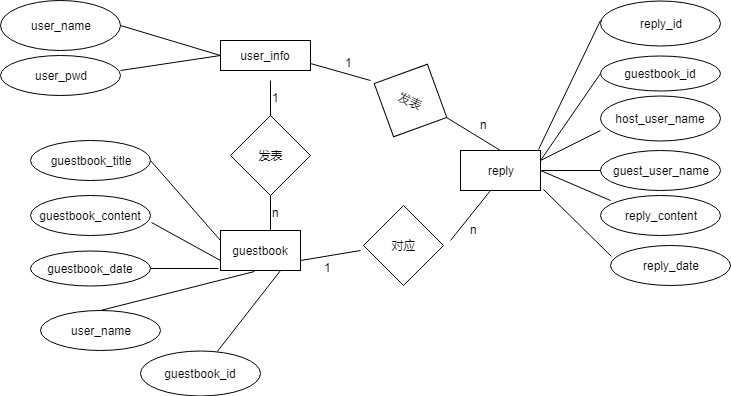 user_name
user_pwd
user_info
1
发表
n
reply_id
guestbook_id
host_user_name
guest_user_name
reply_content
reply_date
reply
1
发表
n
guestbook_title
guestbook_content
guestbook_date
user_name
guestbook_id
guestbook
1
对应
n